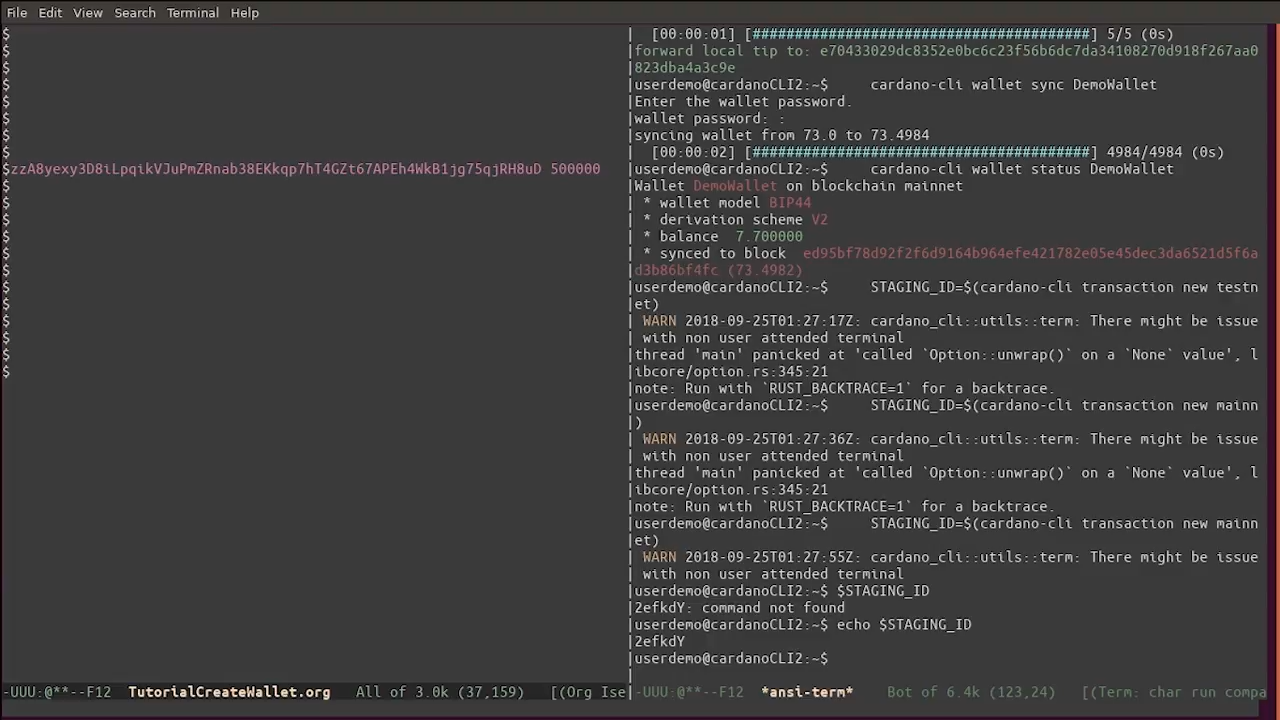 File Edit View Search Terminal Help
$
$
$
$
$
$
$
$
$zzA8yexy3D8iLpqikVJuPmZRnab38EKkqp7hT4GZt67APEh4WkB1jg75qjRH8uD 500000
$
$
$
$
$
$
$
$
$
$
$
$
-UUU:@**--F12 TutorialCreateWallet.org All of 3.0k (37,159) [(Org Ise
| [00:00:01] [########################################] 5/5 (0s)
|forward local tip to: e70433029dc8352e0bc6c23f56b6dc7da34108270d918f267aa0
|823dba4a3c9e
|userdemo@cardanoCLI2:~$ cardano-cli wallet sync DemoWallet
|Enter the wallet password.
|wallet password: :
|syncing wallet from 73.0 to 73.4984
| [00:00:02] [########################################] 4984/4984 (0s)
|userdemo@cardanoCLI2:~$ cardano-cli wallet status DemoWallet
|Wallet DemoWallet on blockchain mainnet
| * wallet model BIP44
| * derivation scheme V2
| * balance 7.700000
| * synced to block ed95bf78d92f2f6d9164b964efe421782e05e45dec3da6521d5f6a
|d3b86bf4fc (73.4982)
|userdemo@cardanoCLI2:~$ STAGING_ID=$(cardano-cli transaction new testn
|et)
| WARN 2018-09-25T01:27:17Z: cardano_cli::utils::term: There might be issue
| with non user attended terminal
|thread 'main' panicked at 'called `Option::unwrap()` on a `None` value', l
|ibcore/option.rs:345:21
|note: Run with `RUST_BACKTRACE=1` for a backtrace.
|userdemo@cardanoCLI2:~$ STAGING_ID=$(cardano-cli transaction new mainn
|)
| WARN 2018-09-25T01:27:36Z: cardano_cli::utils::term: There might be issue
| with non user attended terminal
|thread 'main' panicked at 'called `Option::unwrap()` on a `None` value', l
|ibcore/option.rs:345:21
|note: Run with `RUST_BACKTRACE=1` for a backtrace.
|userdemo@cardanoCLI2:~$ STAGING_ID=$(cardano-cli transaction new mainn
|et)
| WARN 2018-09-25T01:27:55Z: cardano_cli::utils::term: There might be issue
| with non user attended terminal
|userdemo@cardanoCLI2:~$ $STAGING_ID
|2efkdY: command not found
|userdemo@cardanoCLI2:~$ echo $STAGING_ID
|2efkdY
|userdemo@cardanoCLI2:~$
|
-UUU:@**--F12 *ansi-term* Bot of 6.4k (123,24) [(Term: char run compa